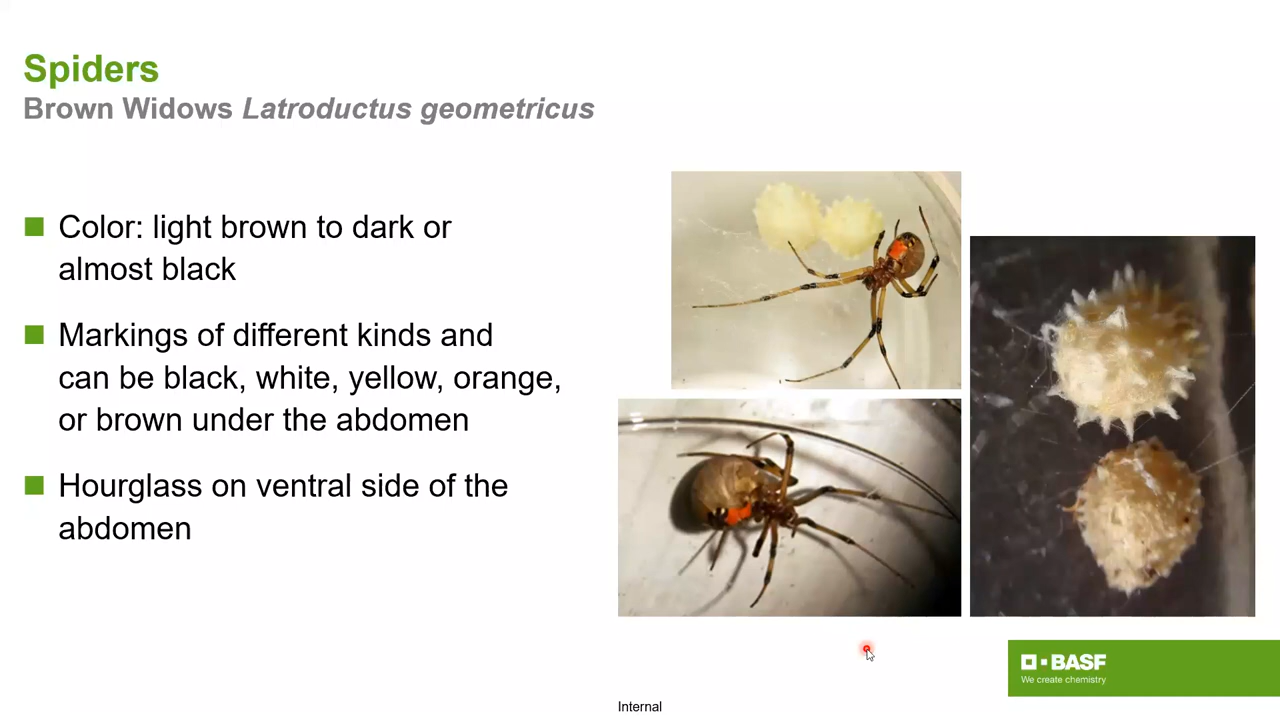 Spiders
Brown Widows Latroductus geometricus
Color: light brown to dark or
almost black
Markings of different kinds and
can be black, white, yellow, orange,
or brown under the abdomen
Hourglass on ventral side of the
abdomen
BASF
We create chemistry
Internal